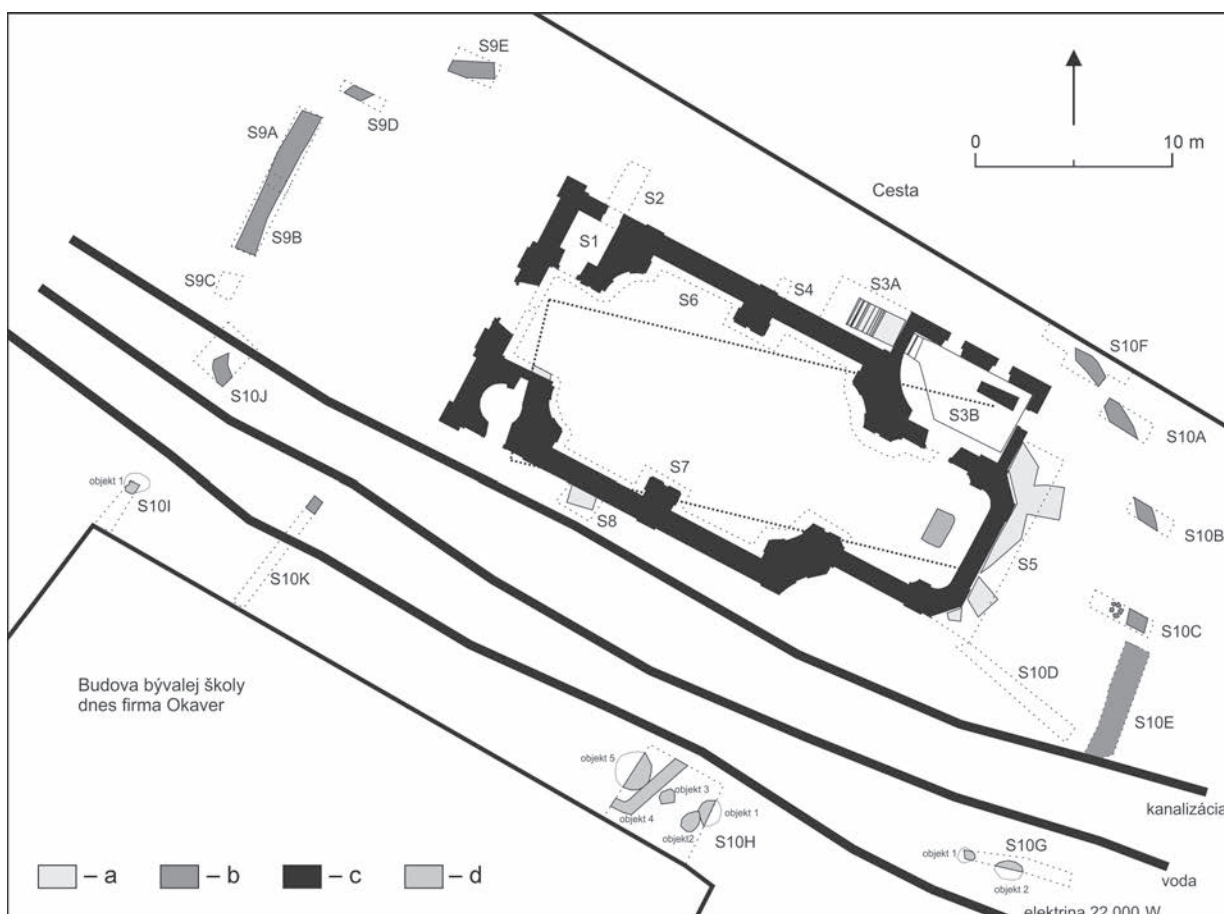 S9E
S9D
S9A
S9B
S9C
0 10 m
Cesta
S2
S1
S6
S4
S3A
S3B
S10F
S10A
S10J
objekt 1
S10I
S10K
S7
S8
S10B
S5
S10C
S10D
S10E
Budova bývalej školy
dnes firma Okaver
objekt 5
objekt 3
objekt 4
objekt2
objekt 1
S10H
kanalizácia
S10G
objekt 1
objekt 2
voda
elektrina 22 000 W
– a
– b
– c
– d